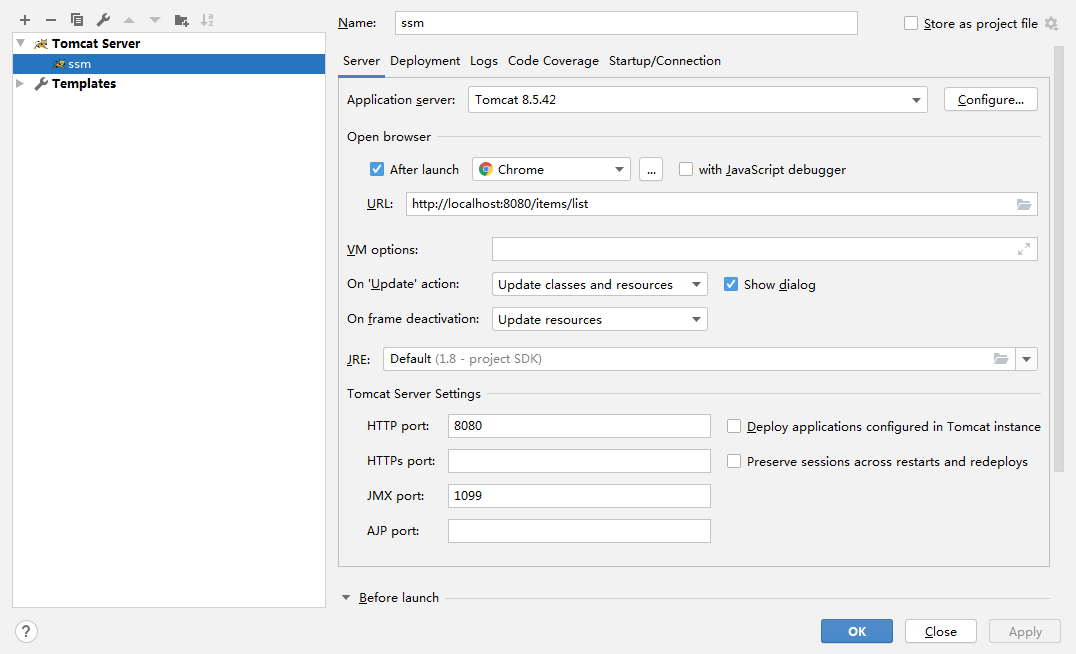 Name: ssm Store as project file
Tomcat Server
ssm
Templates
Server Deployment Logs Code Coverage Startup/Connection
Application server: Tomcat 8.5.42 Configure...
Open browser
After launch Chrome ... with JavaScript debugger
URL: http://localhost:8080/items/list
VM options:
On 'Update' action: Update classes and resources Show dialog
On frame deactivation: Update resources
JRE: Default (1.8 - project SDK)
Tomcat Server Settings
HTTP port: 8080 Deploy applications configured in Tomcat instance
HTTPs port: Preserve sessions across restarts and redeploys
JMX port: 1099
AJP port:
Before launch
? OK Close Apply